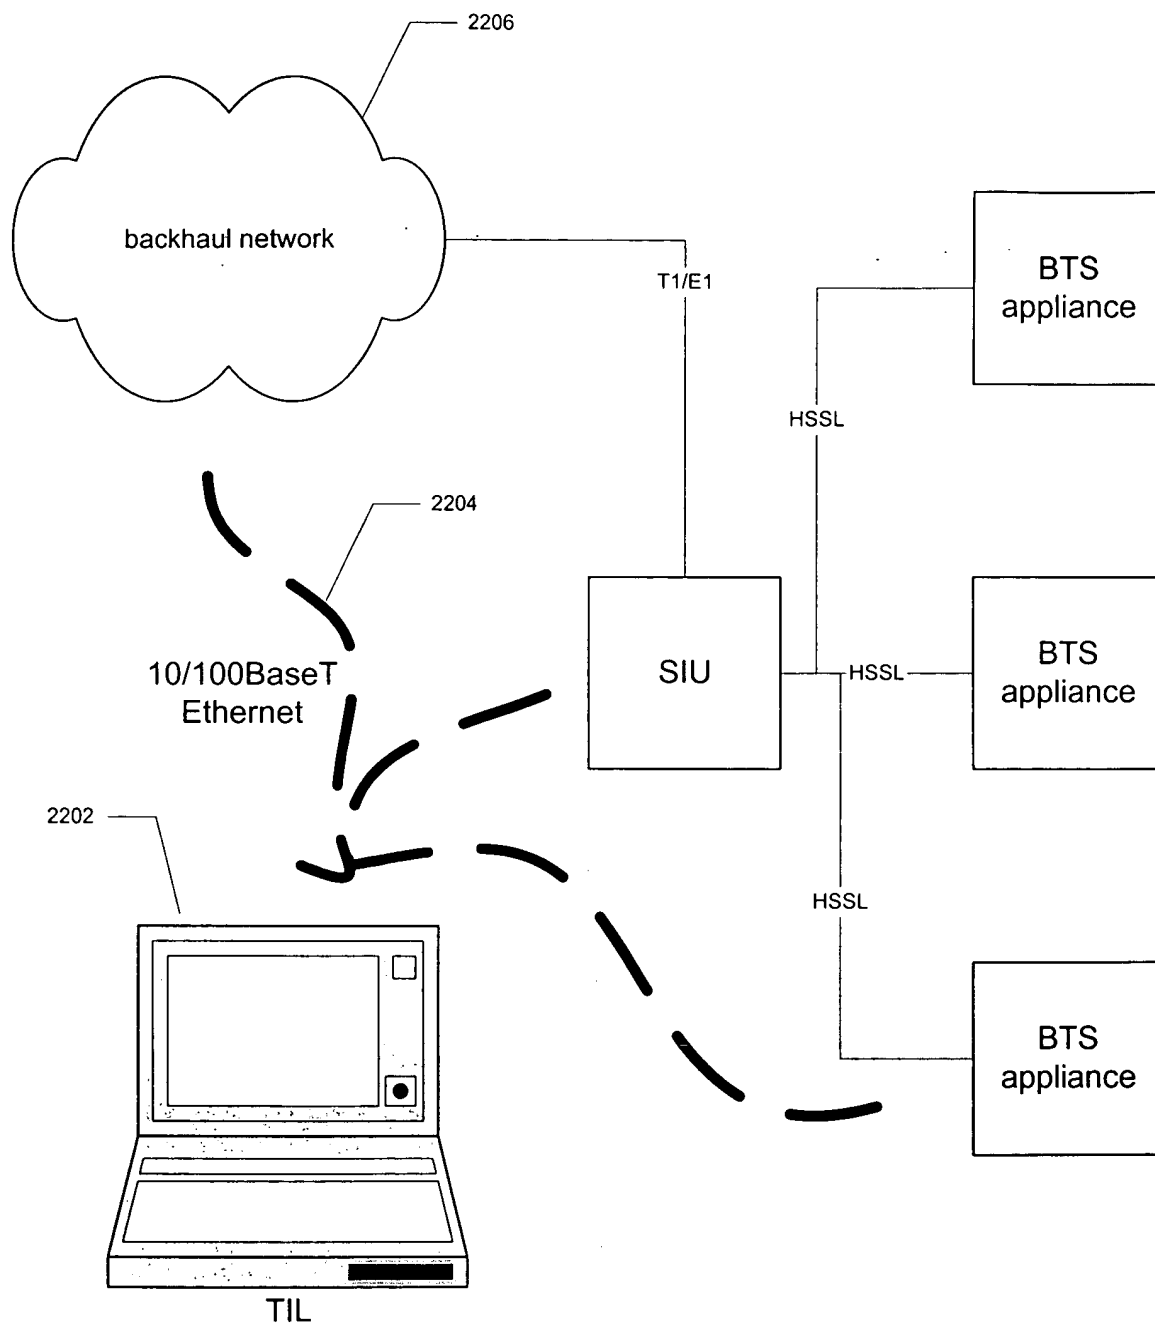 2206
backhaul network
T1/E1
BTS
appliance
HSSL
2204
10/100BaseT
Ethernet
SIU
HSSL
BTS
appliance
2202
HSSL
BTS
appliance
TIL